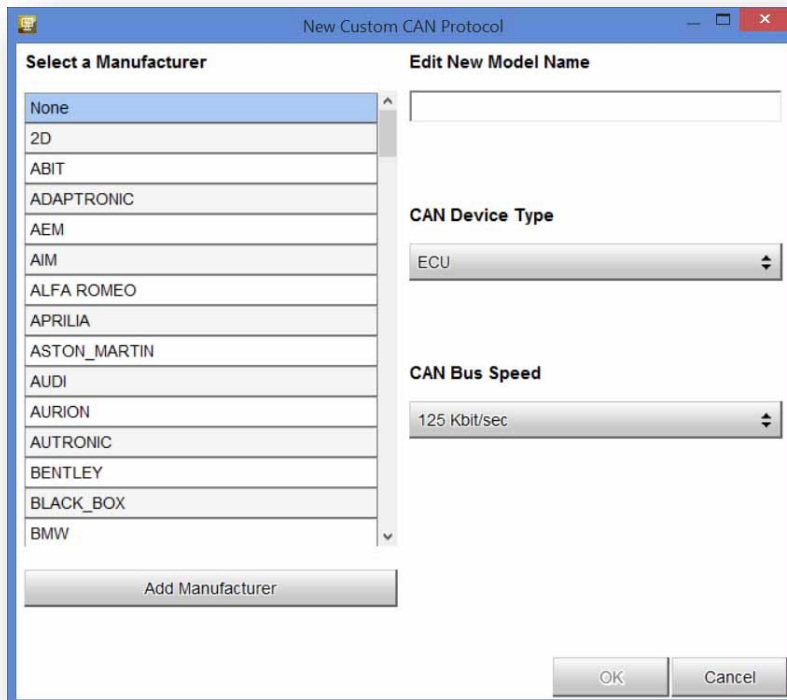 New Custom CAN Protocol
Select a Manufacturer
None
2D
ABIT
ADAPTRONIC
AEM
AIM
ALFA ROMEO
APRILIA
ASTON_MARTIN
AUDI
AURION
AUTRONIC
BENTLEY
BLACK_BOX
BMW
Add Manufacturer
Edit New Model Name
CAN Device Type
ECU
CAN Bus Speed
125 Kbit/sec
OK
Cancel